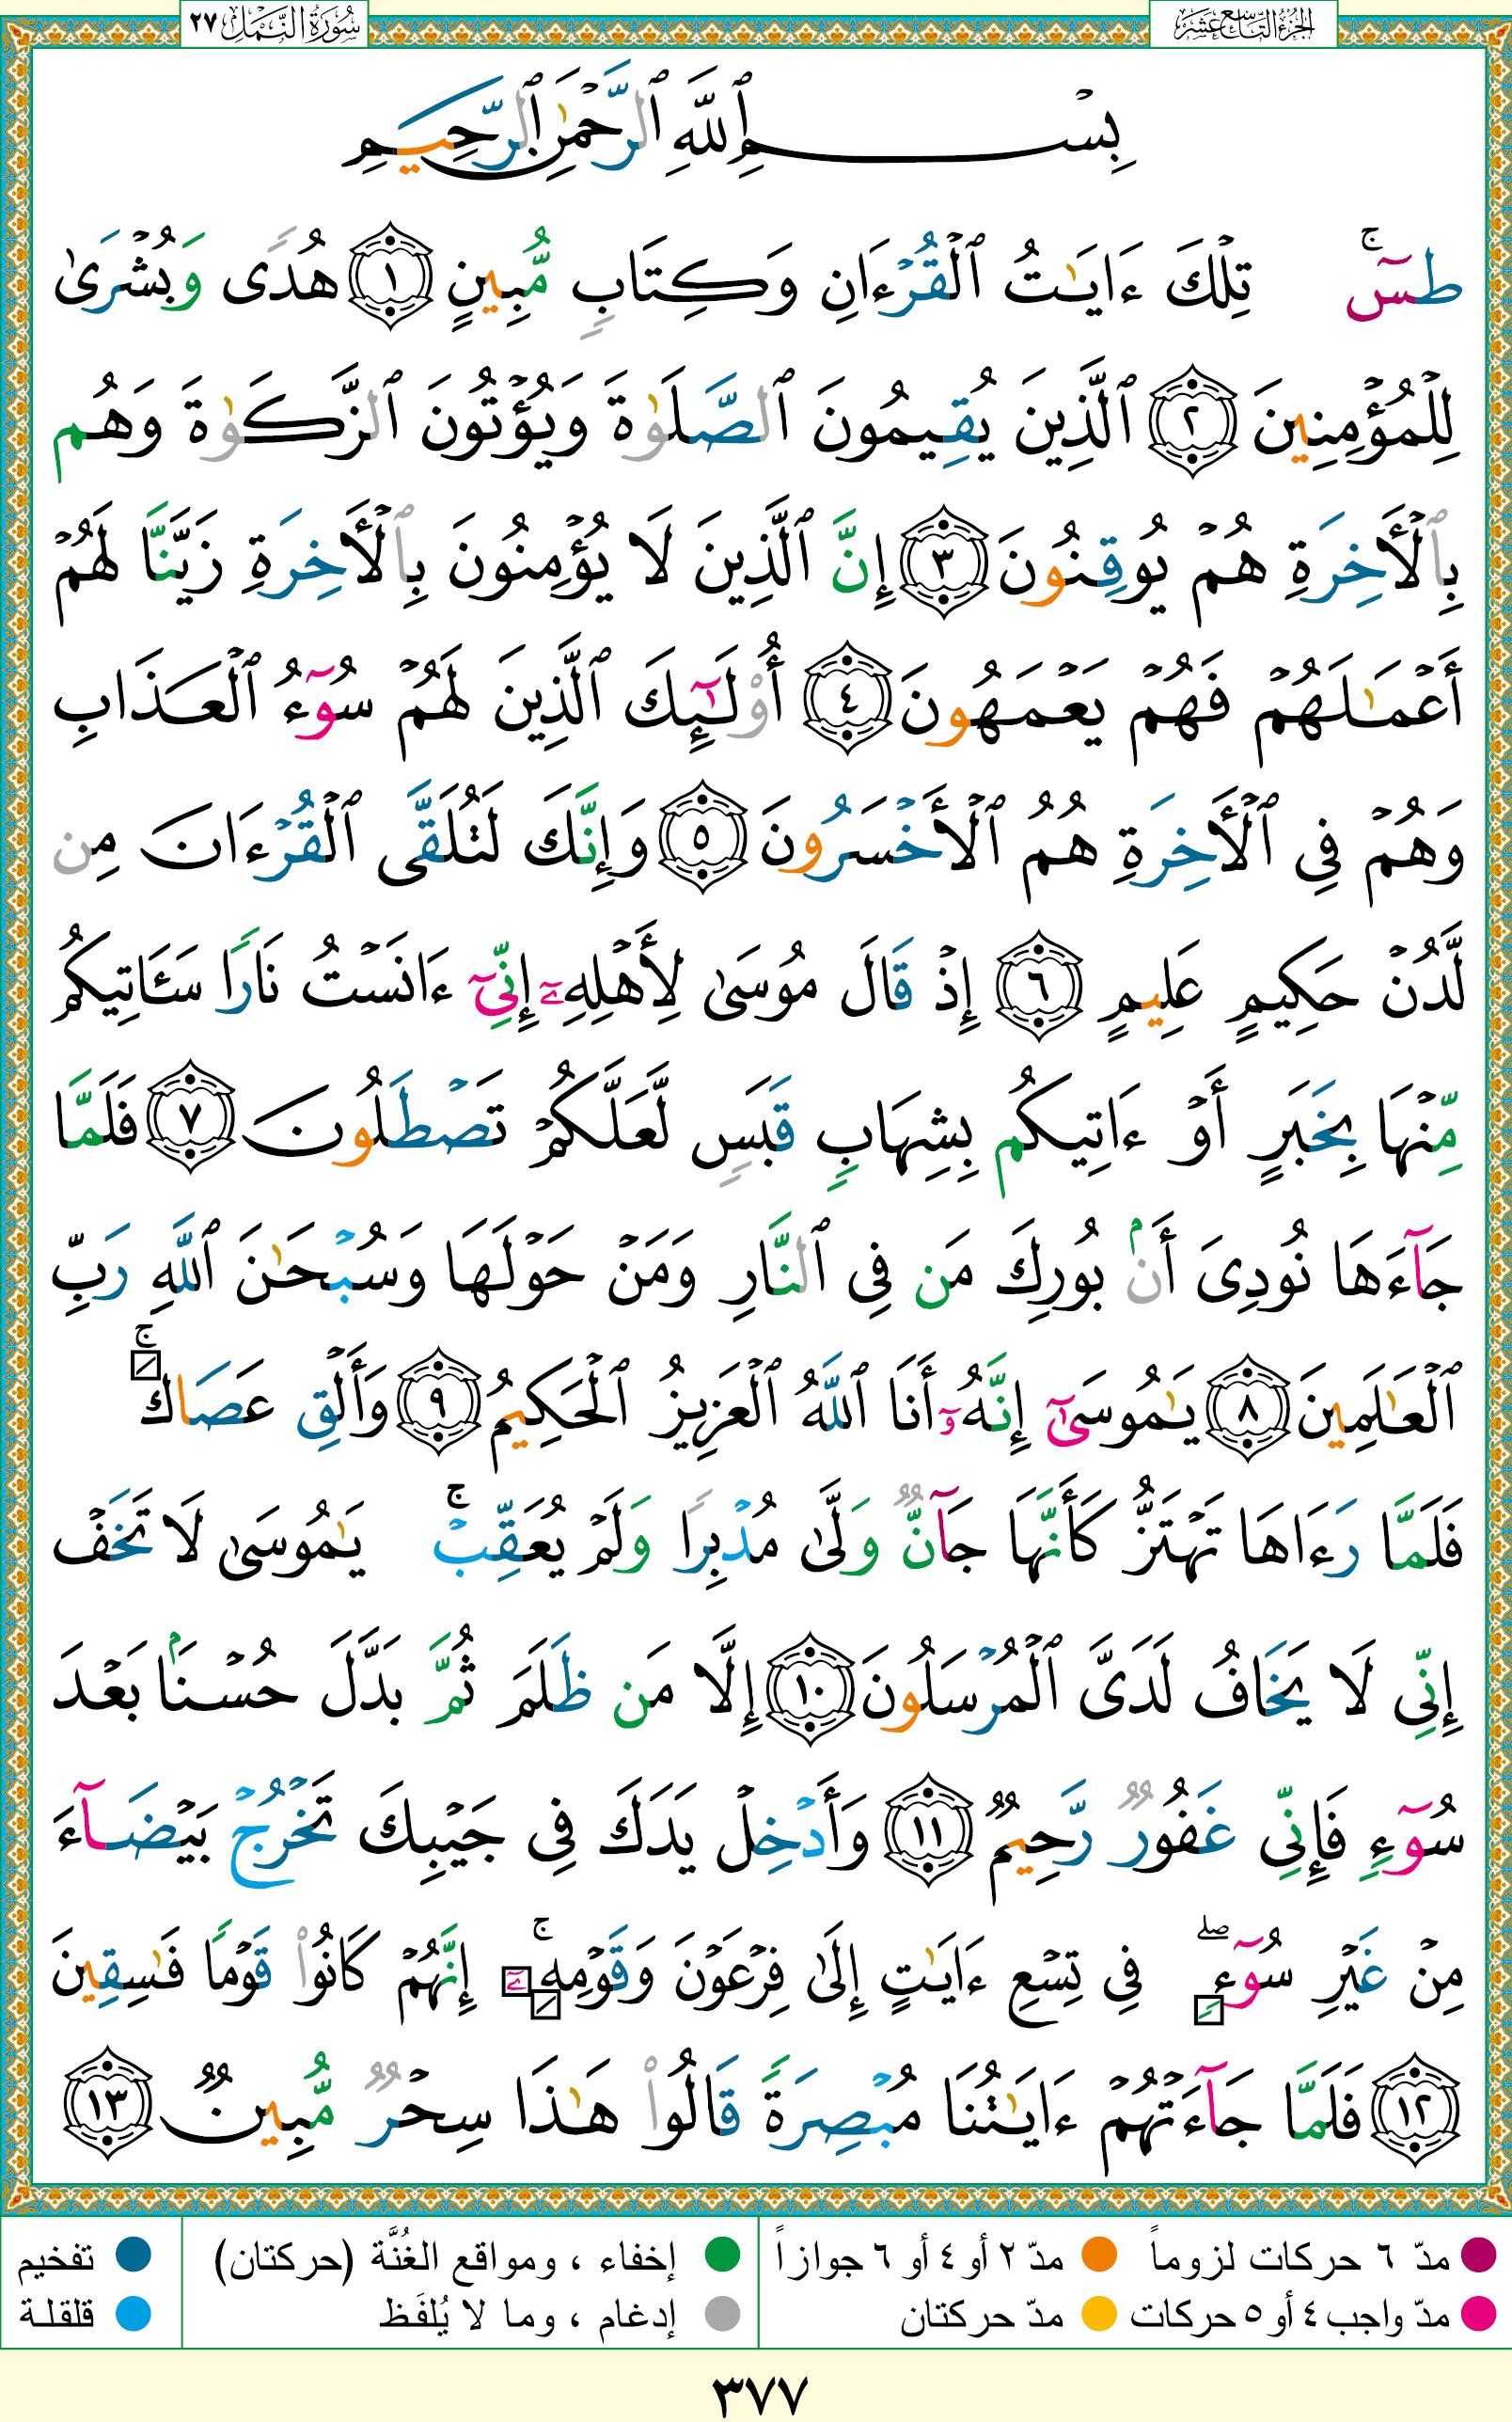 الجزء التاسع عشر
سورة النمل ٢٧
بِسْمِ ٱللَّهِ ٱلرَّحْمَٰنِ ٱلرَّحِيمِ
طسٓۚ تِلْكَ ءَايَٰتُ ٱلْقُرْءَانِ وَكِتَابٍ مُّبِينٍ ١ هُدًى وَبُشْرَىٰ
لِلْمُؤْمِنِينَ ٢ ٱلَّذِينَ يُقِيمُونَ ٱلصَّلَوٰةَ وَيُؤْتُونَ ٱلزَّكَوٰةَ وَهُم
بِٱلْأَخِرَةِ هُمْ يُوقِنُونَ ٣ إِنَّ ٱلَّذِينَ لَا يُؤْمِنُونَ بِٱلْأَخِرَةِ زَيَّنَّا لَهُمْ
أَعْمَٰلَهُمْ فَهُمْ يَعْمَهُونَ ٤ أُو۟لَٰٓئِكَ ٱلَّذِينَ لَهُمْ سُوٓءُ ٱلْعَذَابِ
وَهُمْ فِى ٱلْأَخِرَةِ هُمُ ٱلْأَخْسَرُونَ ٥ وَإِنَّكَ لَتُلَقَّى ٱلْقُرْءَانَ مِن
لَّدُنْ حَكِيمٍ عَلِيمٍ ٦ إِذْ قَالَ مُوسَىٰ لِأَهْلِهِۦٓ إِنِّىٓ ءَانَسْتُ نَارًا سَـَٔاتِيكُم
مِّنْهَا بِخَبَرٍ أَوْ ءَاتِيكُم بِشِهَابٍ قَبَسٍ لَّعَلَّكُمْ تَصْطَلُونَ ٧ فَلَمَّا
جَآءَهَا نُودِىَ أَنۢ بُورِكَ مَن فِى ٱلنَّارِ وَمَنْ حَوْلَهَا وَسُبْحَٰنَ ٱللَّهِ رَبِّ
ٱلْعَٰلَمِينَ ٨ يَٰمُوسَىٰٓ إِنَّهُۥٓ أَنَا ٱللَّهُ ٱلْعَزِيزُ ٱلْحَكِيمُ ٩ وَأَلْقِ عَصَاكَۚ
فَلَمَّا رَءَاهَا تَهْتَزُّ كَأَنَّهَا جَآنٌّ وَلَّىٰ مُدْبِرًا وَلَمْ يُعَقِّبْۚ يَٰمُوسَىٰ لَا تَخَفْ
إِنِّى لَا يَخَافُ لَدَىَّ ٱلْمُرْسَلُونَ ١٠ إِلَّا مَن ظَلَمَ ثُمَّ بَدَّلَ حُسْنَۢا بَعْدَ
سُوٓءٍ فَإِنِّى غَفُورٌ رَّحِيمٌ ١١ وَأَدْخِلْ يَدَكَ فِى جَيْبِكَ تَخْرُجْ بَيْضَآءَ
مِنْ غَيْرِ سُوٓءٍۖ فِى تِسْعِ ءَايَٰتٍ إِلَىٰ فِرْعَوْنَ وَقَوْمِهِۦٓۚ إِنَّهُمْ كَانُوا۟ قَوْمًا فَٰسِقِينَ
١٢ فَلَمَّا جَآءَتْهُمْ ءَايَٰتُنَا مُبْصِرَةً قَالُوا۟ هَٰذَا سِحْرٌ مُّبِينٌ ١٣
مدّ ٦ حركات لزوماً مدّ ٢ أو ٤ أو ٦ جوازاً إخفاء ، ومواقع الغُنَّة (حركتان) تفخيم
مدّ واجب ٤ أو ٥ حركات مدّ حركتان إدغام ، وما لا يُلفَظ قلقلة
٣٧٧